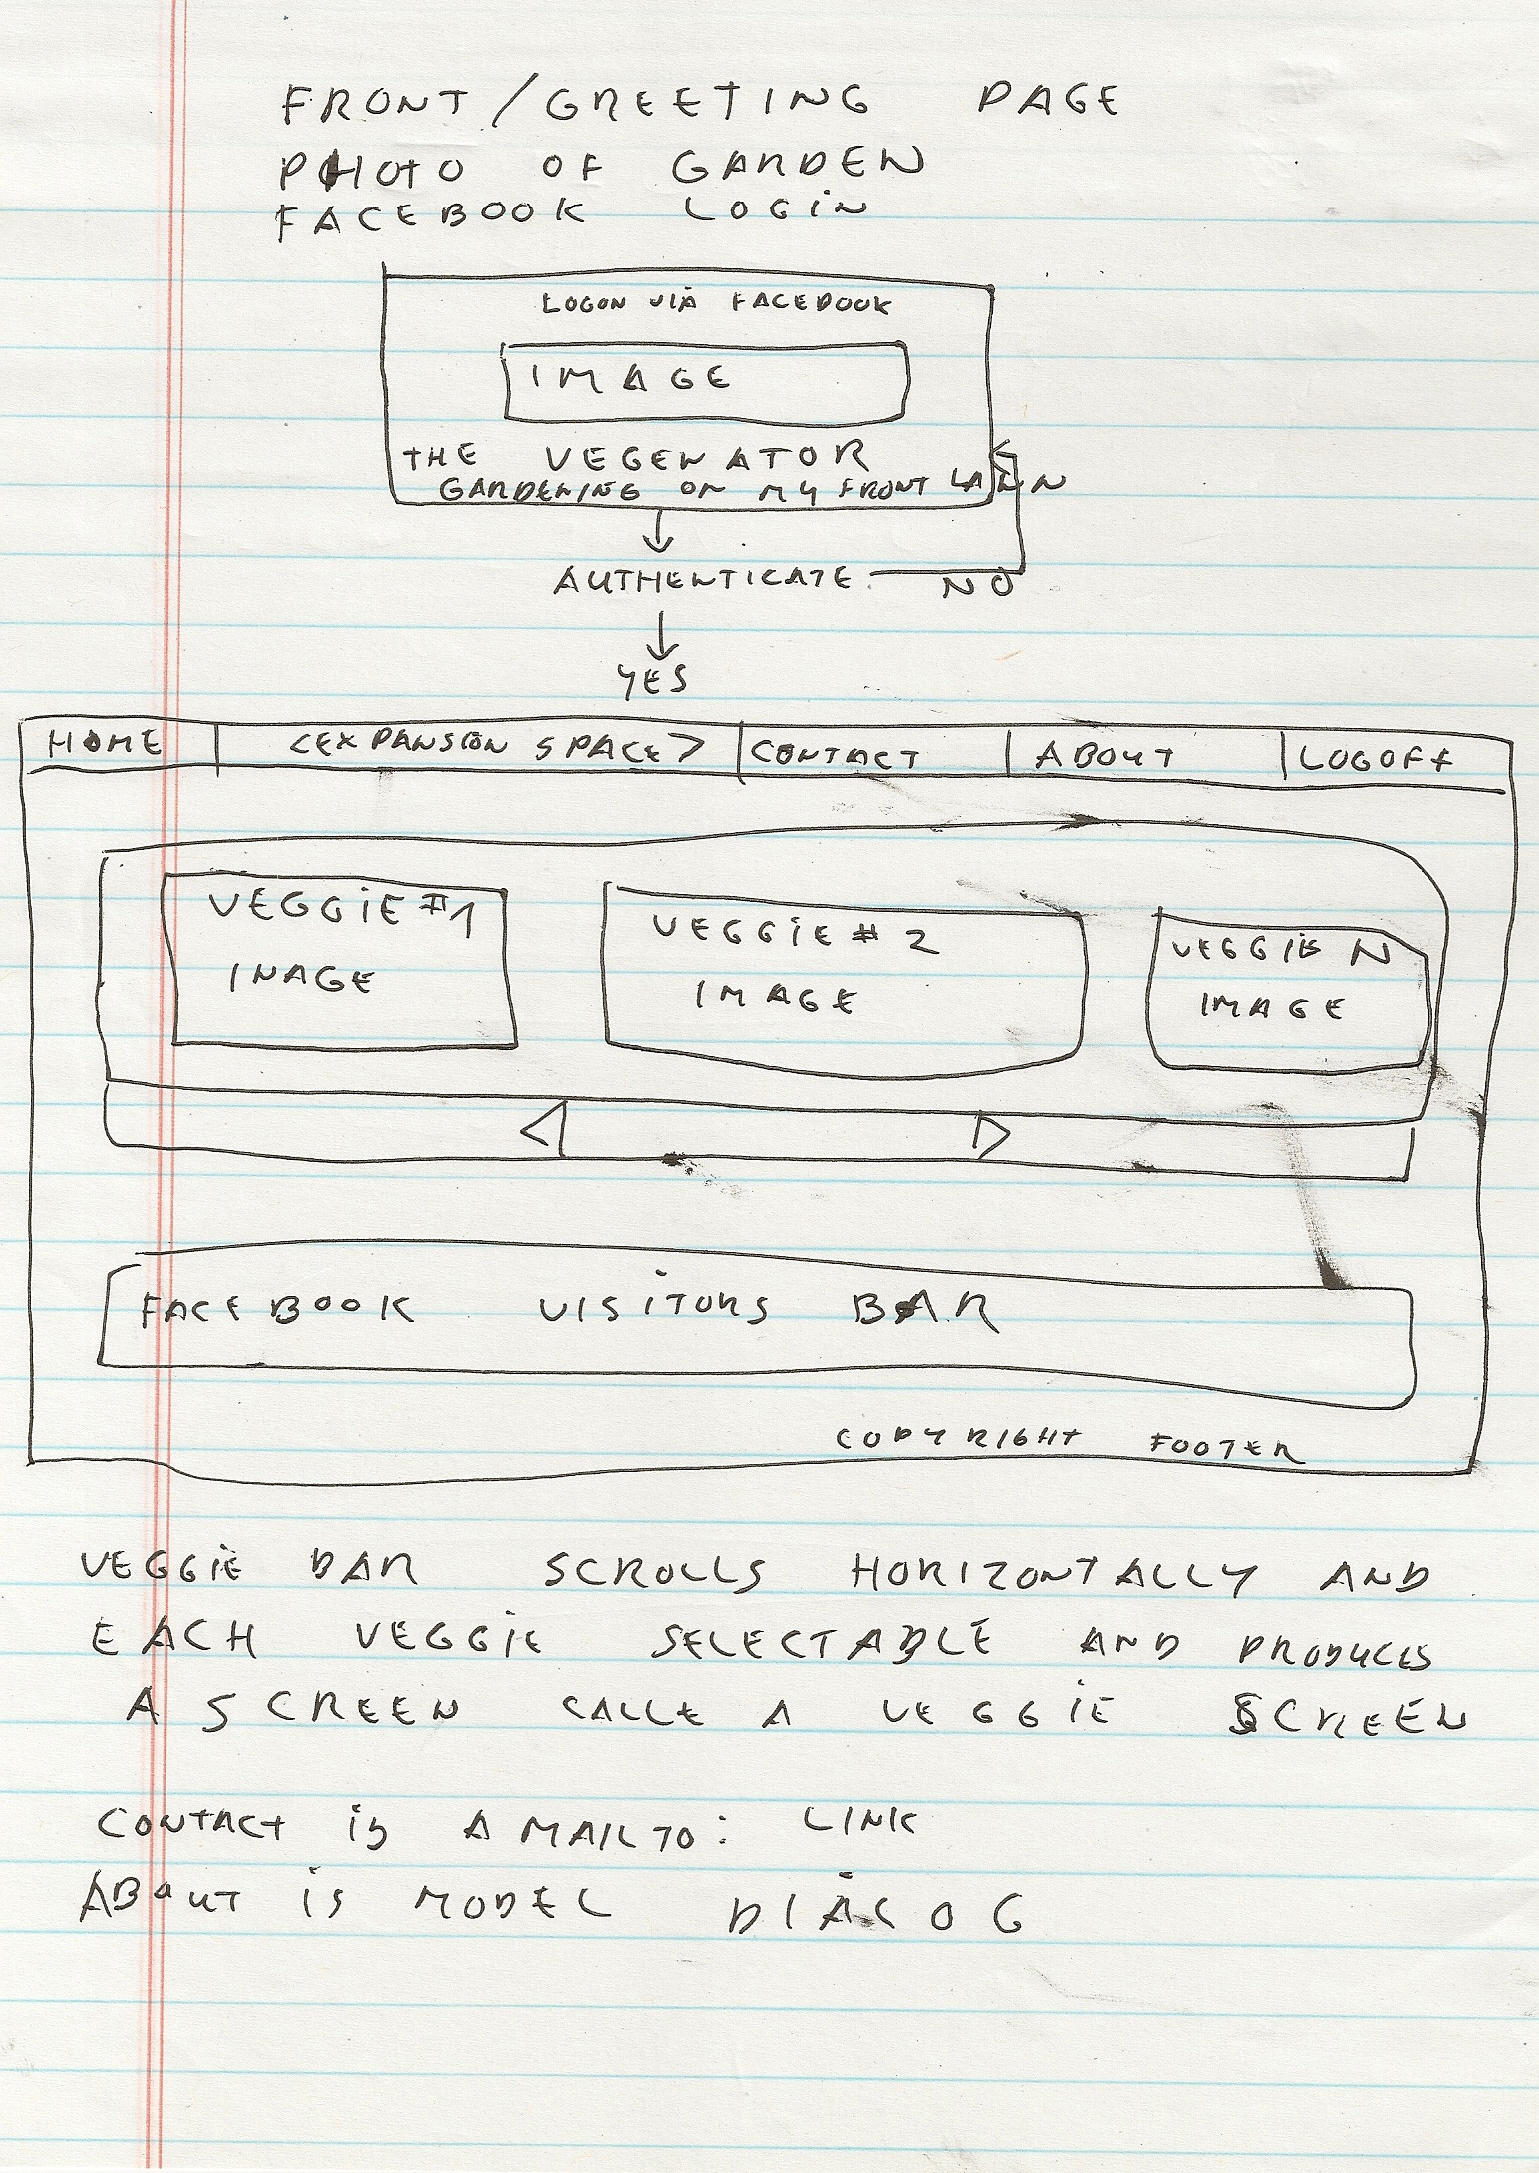 FRONT/GREETING PAGE
PHOTO OF GARDEN
FACEBOOK LOGIN
LOGON VIA FACEBOOK
IMAGE
THE VEGENATOR
GARDENING ON MY FRONT LAWN
AUTHENTICATE NO
YES
HOME <EXPANSION SPACE> CONTACT ABOUT LOGOFF
VEGGIE #1 VEGGIE #2 VEGGIE N
IMAGE IMAGE IMAGE
FACEBOOK VISITORS BAR
COPYRIGHT FOOTER
VEGGIE BAR SCROLLS HORIZONTALLY AND
EACH VEGGIE SELECTABLE AND PRODUCES
A SCREEN CALLE A VEGGIE SCREEN
CONTACT is A MAILTO: LINK
ABOUT is MODEL DIALOG